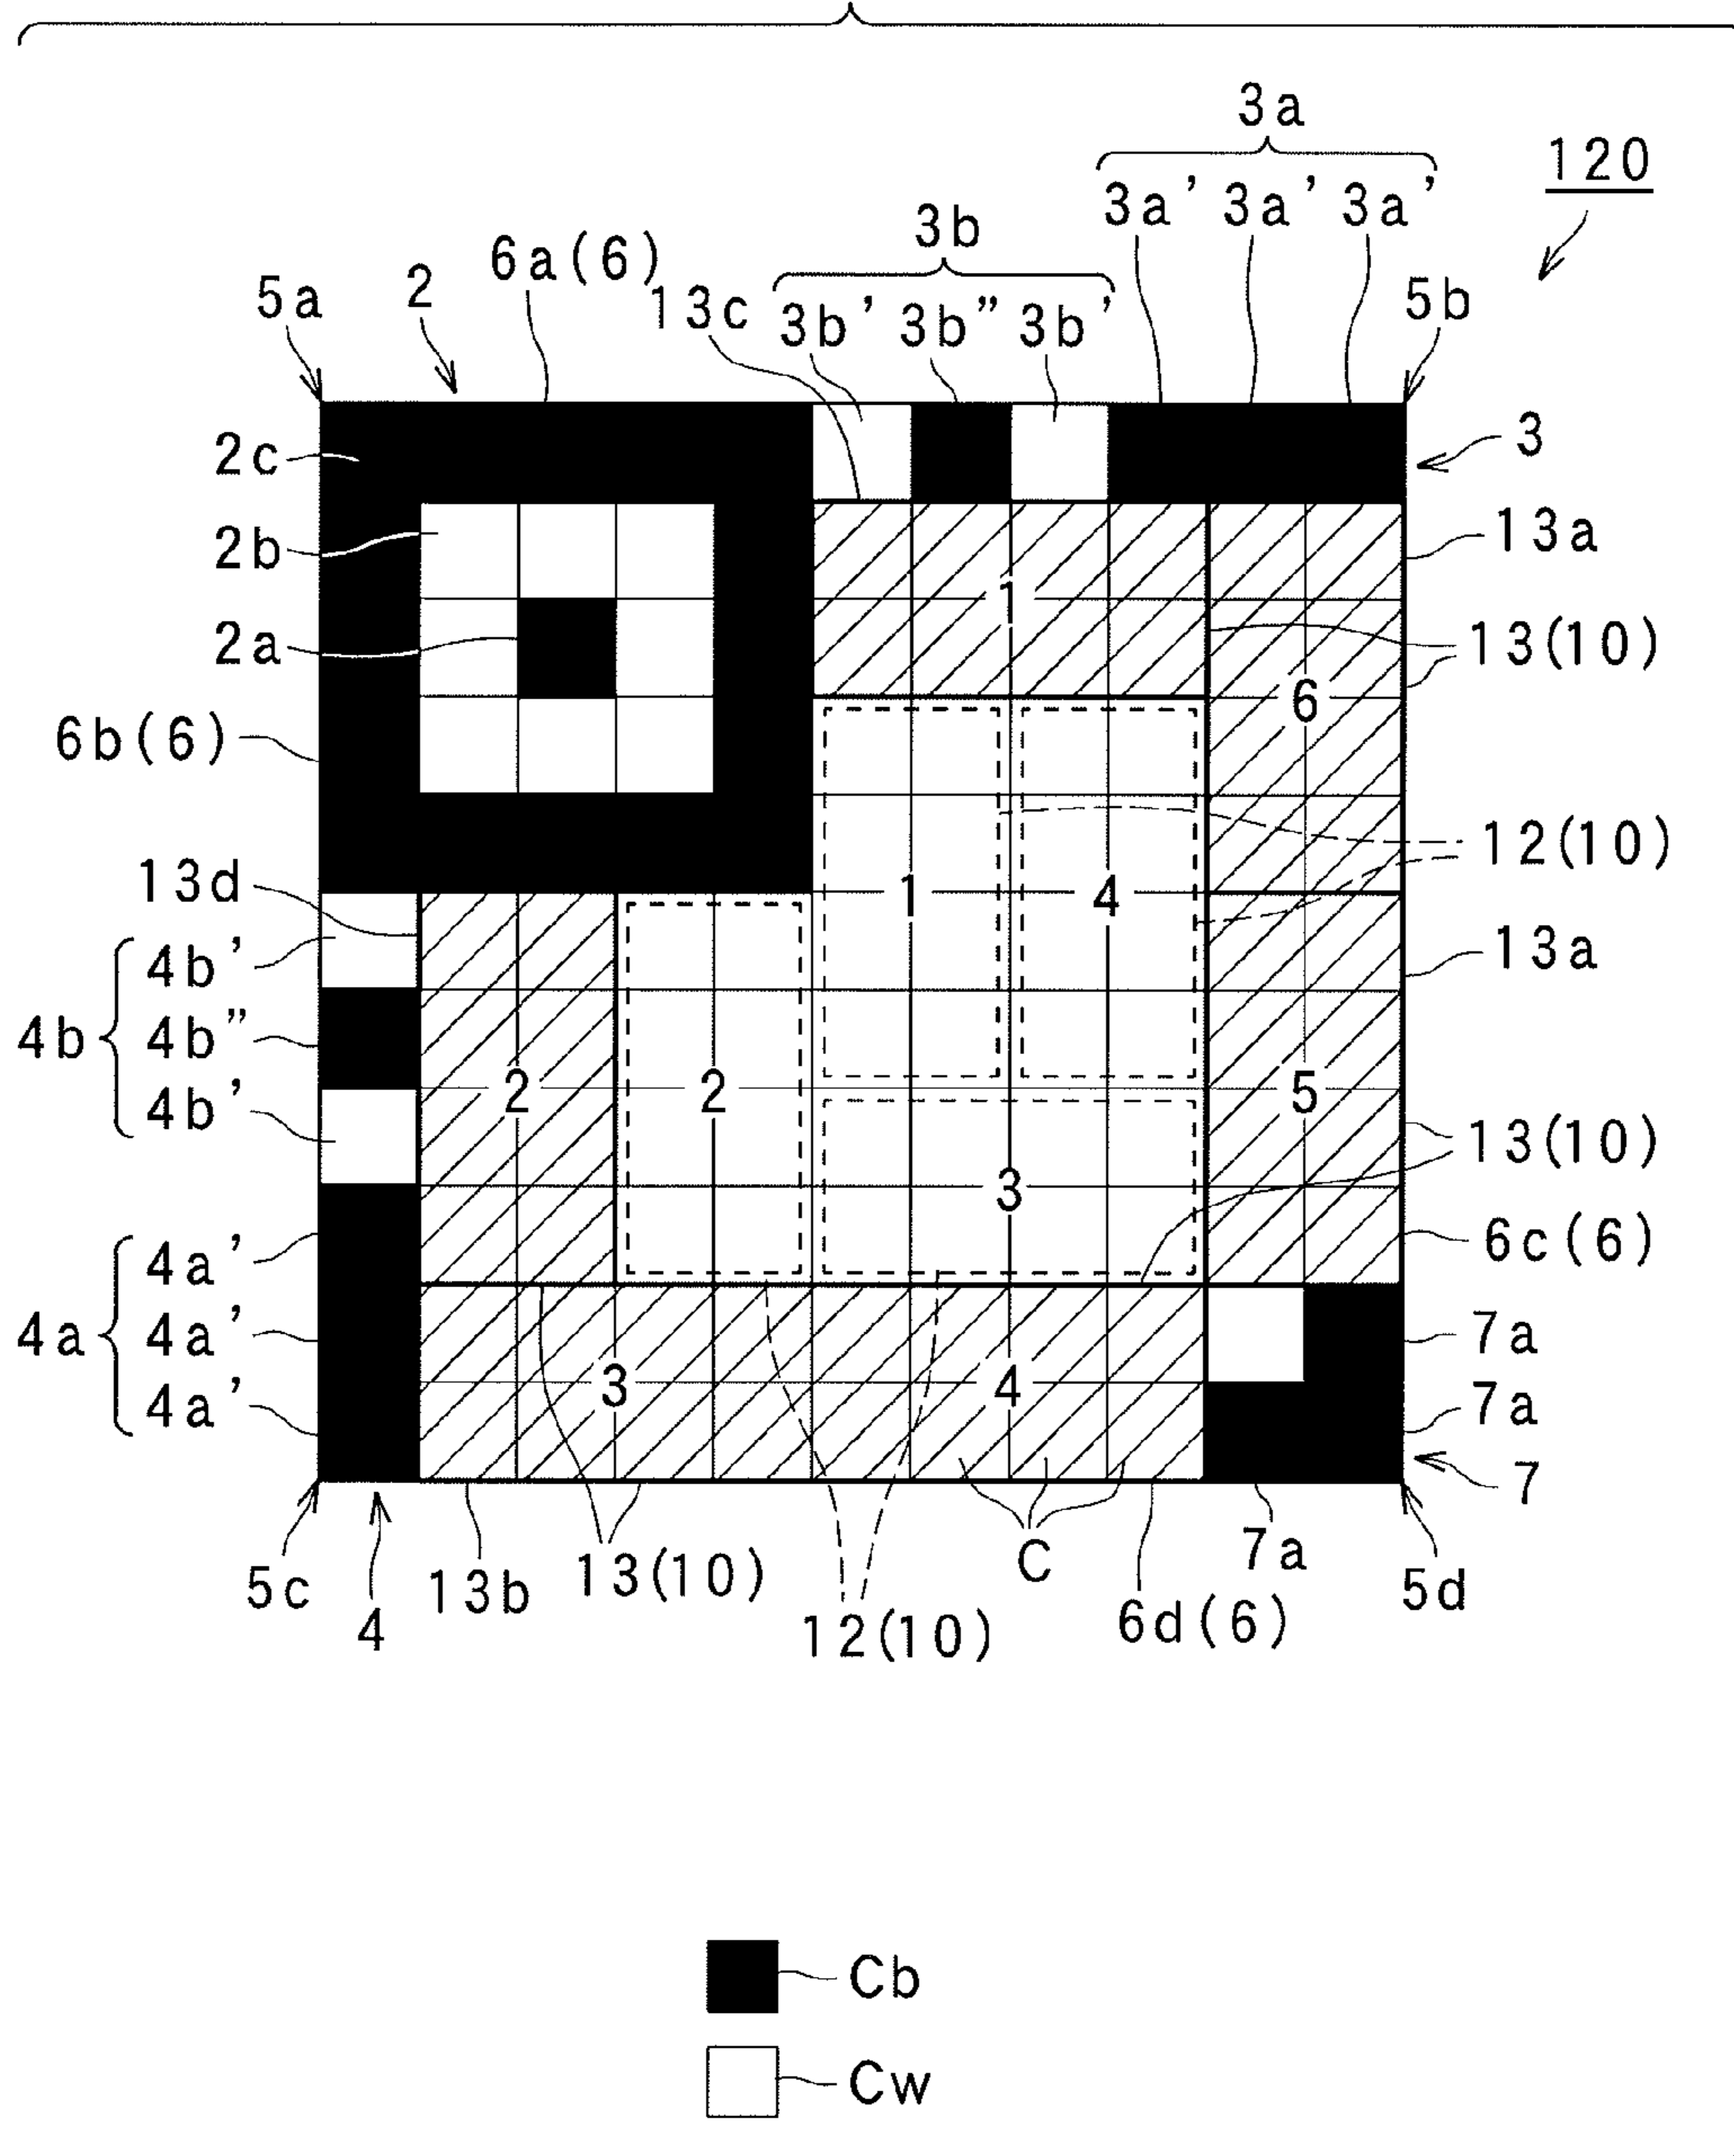 3a
120
3a' 3a' 3a'
3b
6a(6)
5a
2
13c
3b' 3b" 3b'
5b
2c
3
2b
13a
1
2a
13(10)
6
6b(6)
12(10)
13d
1
4
4b'
13a
4b
4b"
2
2
5
4b'
13(10)
3
4a'
6c(6)
4a
4a'
7a
3
4
4a'
7a
7
5c
4
13b
13(10)
12(10)
C
6d(6)
7a
5d
Cb
Cw